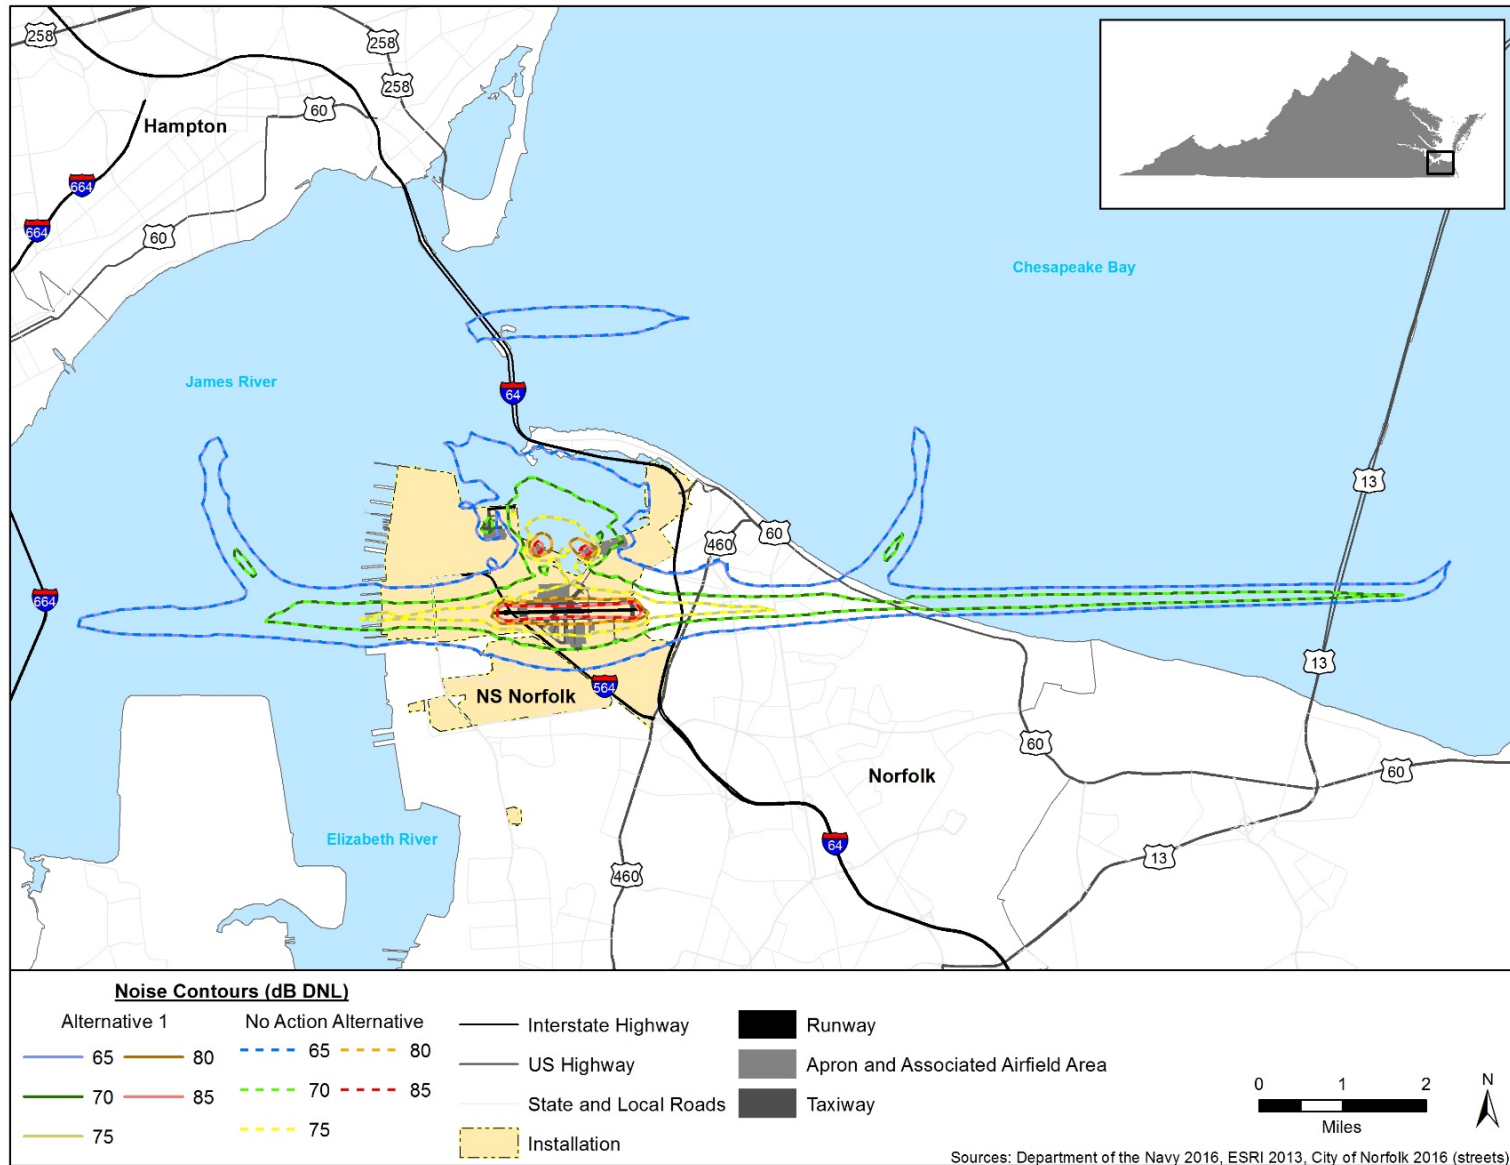 258
258
258
60
Hampton
664
664
60
Chesapeake Bay
James River
64
13
460
60
664
13
564
NS Norfolk
60
60
Norfolk
Elizabeth River
64
13
460
Noise Contours (dB DNL)
Alternative 1
65
80
70
85
75
No Action Alternative
65
80
70
85
75
Interstate Highway
US Highway
State and Local Roads
Installation
Runway
Apron and Associated Airfield Area
Taxiway
0 1 2
Miles
N
Sources: Department of the Navy 2016, ESRI 2013, City of Norfolk 2016 (streets)